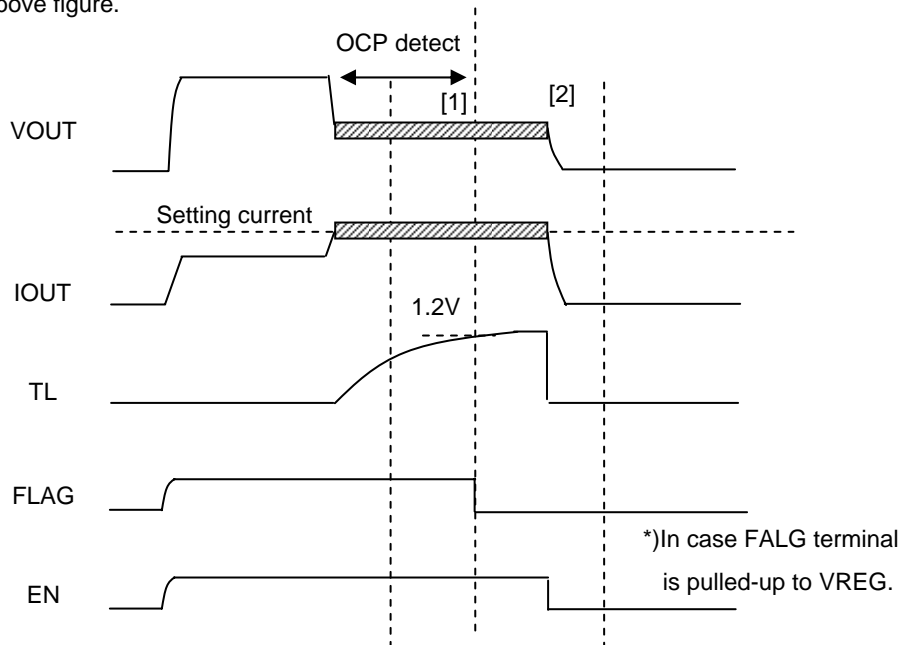 bove figure.
OCP detect
[1]
[2]
VOUT
Setting current
IOUT
1.2V
TL
FLAG
*)In case FALG terminal
is pulled-up to VREG.
EN